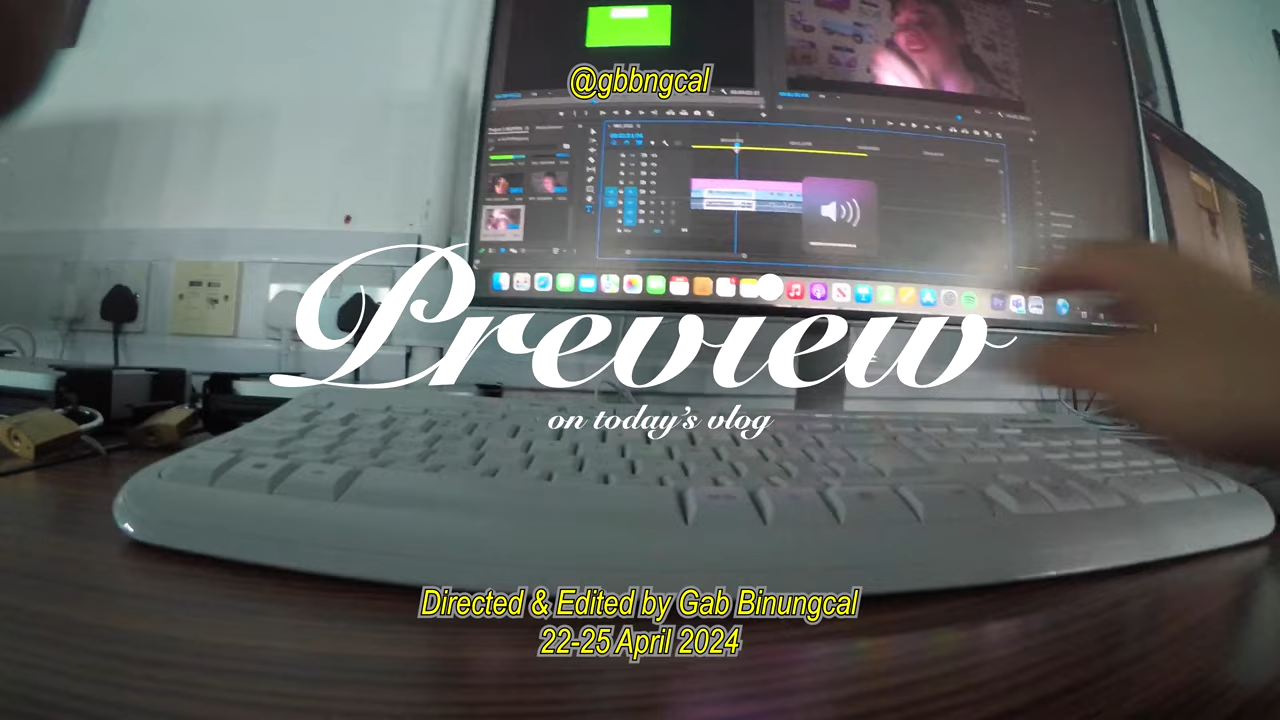 @gbbngcal
Preview
on today's vlog
Directed & Edited by Gab Binungcal
22-25 April 2024